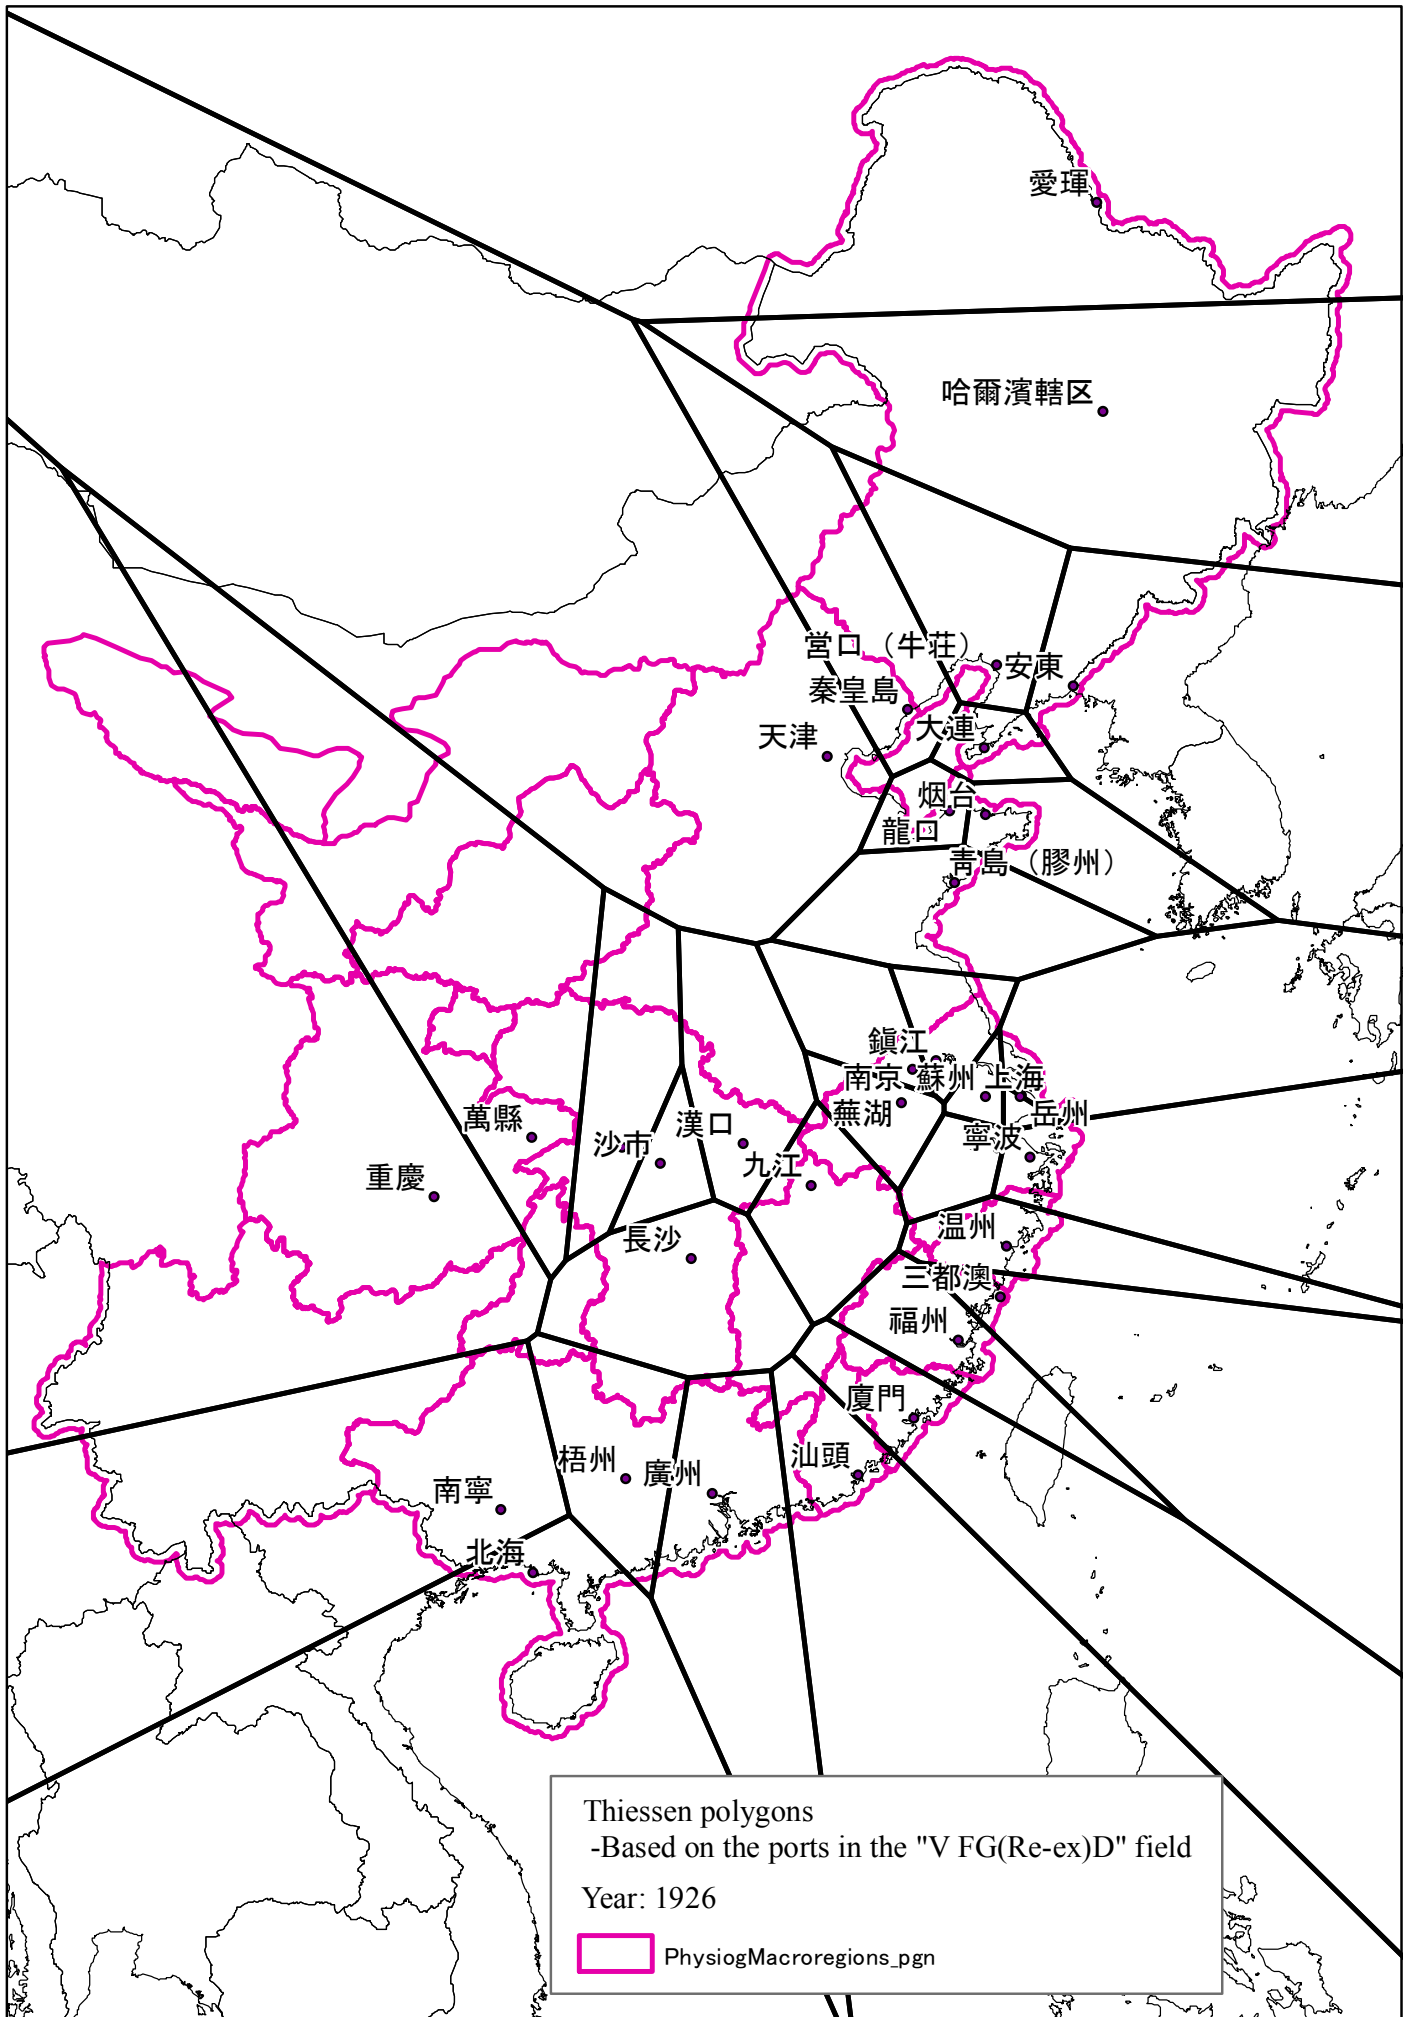 愛琿
哈爾濱轄区
営口（牛荘）
安東
秦皇島
大連
天津
烟台
龍口
靑島（膠州）
鎭江
南京
蘇州
上海
蕪湖
岳州
萬縣
沙市
漢口
寧波
九江
重慶
温州
長沙
三都澳
福州
廈門
梧州
廣州
汕頭
南寧
北海
Thiessen polygons
-Based on the ports in the "V FG(Re-ex)D" field
Year: 1926
PhysiogMacroregions_pgn